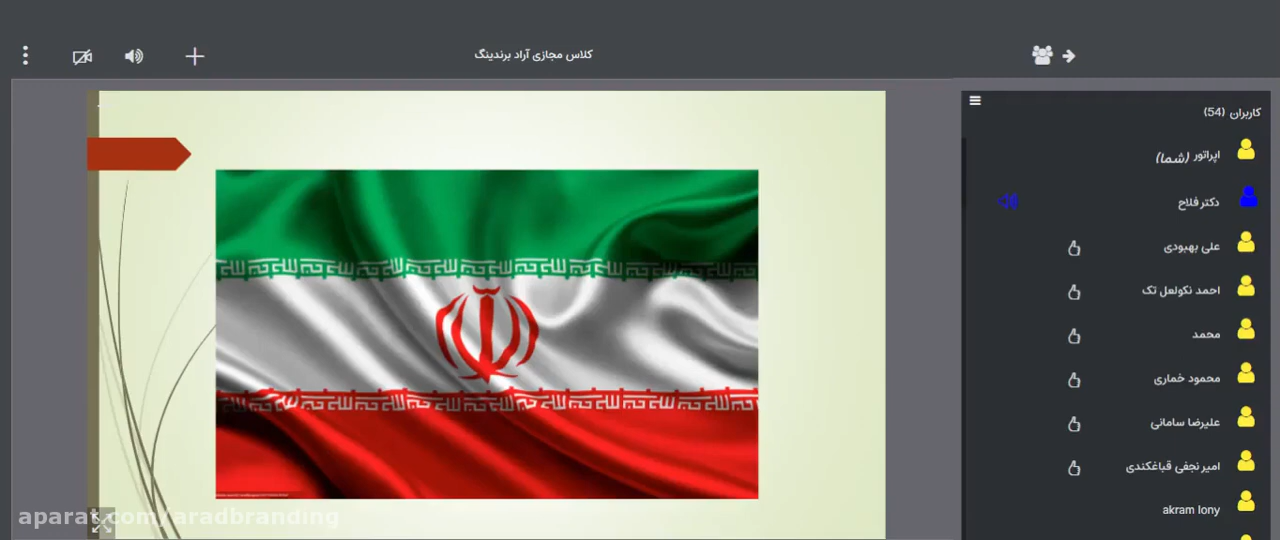 کلاس مجازی آراد برندینگ
کاربران (54)
اپراتور (شما)
دکتر فلاح
علی بهبودی
احمد نکولعل تک
محمد
محمود خماری
علیرضا سامانی
امیر نجفی قباغکندی
akram lony
aparat.com/aradbranding